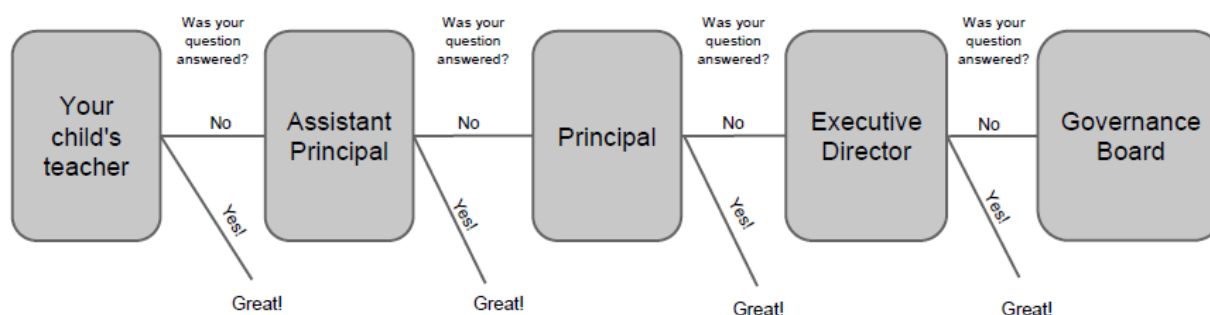 Was your
question
answered?
Was your
question
answered?
Was your
question
answered?
Was your
question
answered?
Your
child's
teacher
No
Assistant
Principal
No
Principal
No
Executive
Director
No
Governance
Board
Yes!
Yes!
Yes!
Yes!
Great!
Great!
Great!
Great!